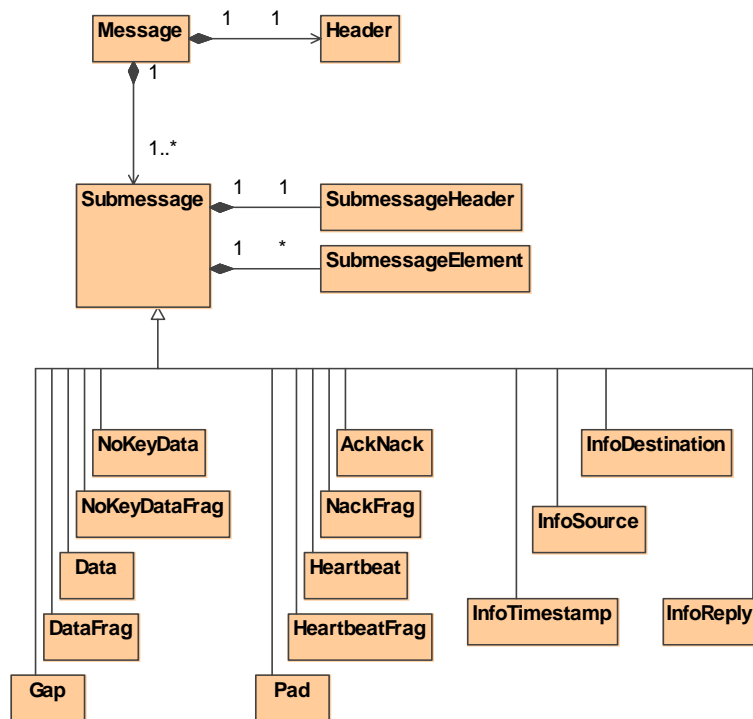 Message
1
1
Header
1
1..*
Submessage
1
1
SubmessageHeader
1
*
SubmessageElement
NoKeyData
AckNack
InfoDestination
NoKeyDataFrag
NackFrag
InfoSource
Data
Heartbeat
DataFrag
HeartbeatFrag
InfoTimestamp
InfoReply
Gap
Pad